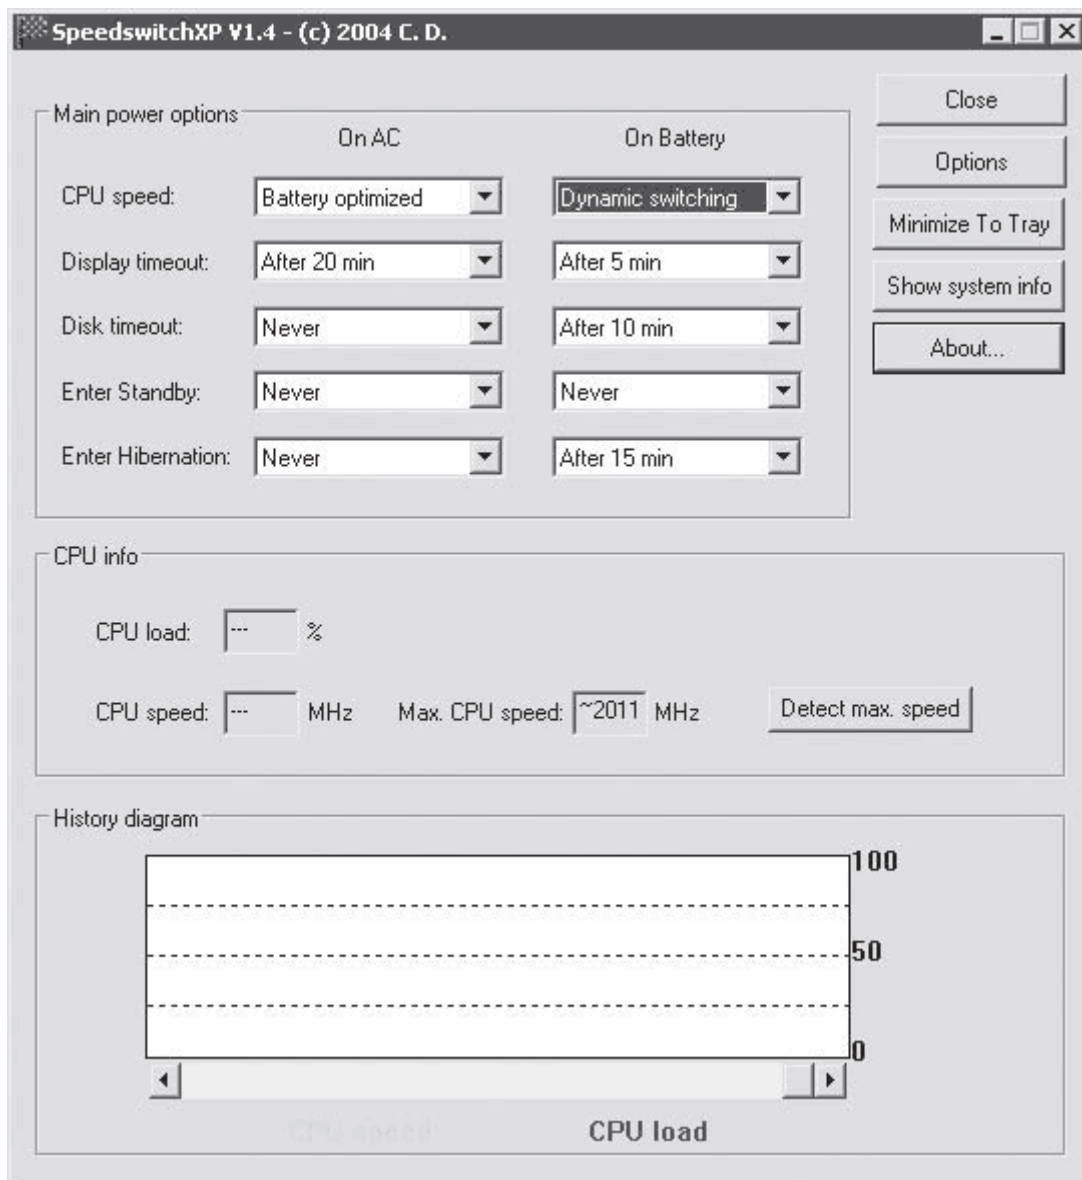 SpeedswitchXP V1.4 - (c) 2004 C. D.
Main power options
On AC On Battery
CPU speed: Battery optimized Dynamic switching
Display timeout: After 20 min After 5 min
Disk timeout: Never After 10 min
Enter Standby: Never Never
Enter Hibernation: Never After 15 min
Close
Options
Minimize To Tray
Show system info
About...
CPU info
CPU load: --- %
CPU speed: --- MHz Max. CPU speed: ~2011 MHz Detect max. speed
History diagram
100
50
0
CPU speed CPU load